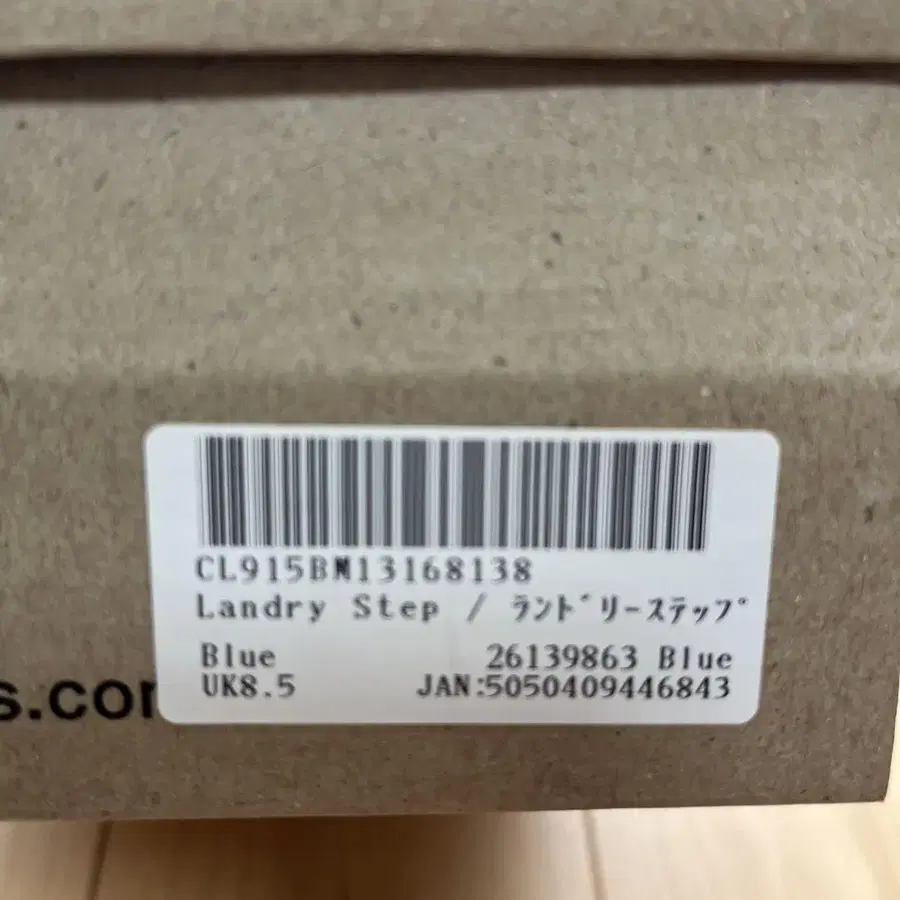 CL915BM13168138
Landry Step / ﾗﾝﾄﾞﾘｰｽﾃｯﾌﾟ
Blue 26139863 Blue
UK8.5 JAN:5050409446843
s.com